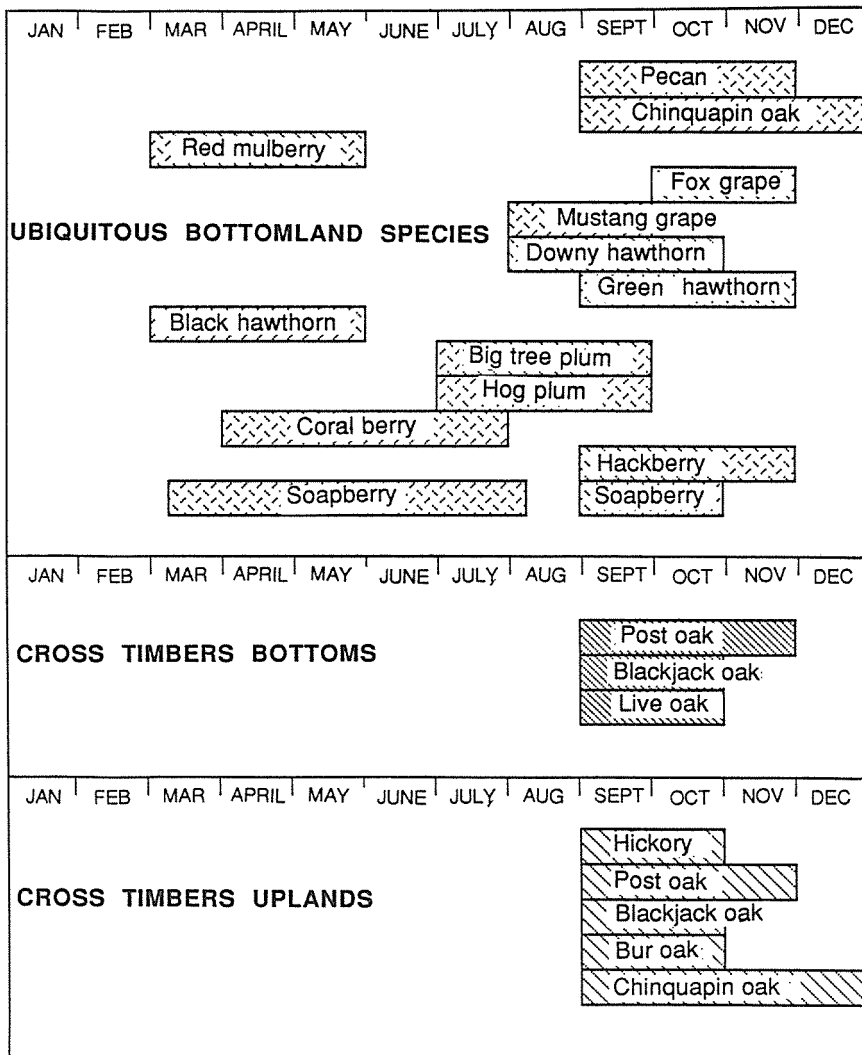 JAN FEB MAR APRIL MAY JUNE JULY AUG SEPT OCT NOV DEC
Pecan
Chinquapin oak
Red mulberry
Fox grape
Mustang grape
UBIQUITOUS BOTTOMLAND SPECIES
Downy hawthorn
Green hawthorn
Black hawthorn
Big tree plum
Hog plum
Coral berry
Hackberry
Soapberry Soapberry
JAN FEB MAR APRIL MAY JUNE JULY AUG SEPT OCT NOV DEC
Post oak
CROSS TIMBERS BOTTOMS
Blackjack oak
Live oak
JAN FEB MAR APRIL MAY JUNE JULY AUG SEPT OCT NOV DEC
Hickory
Post oak
CROSS TIMBERS UPLANDS
Blackjack oak
Bur oak
Chinquapin oak